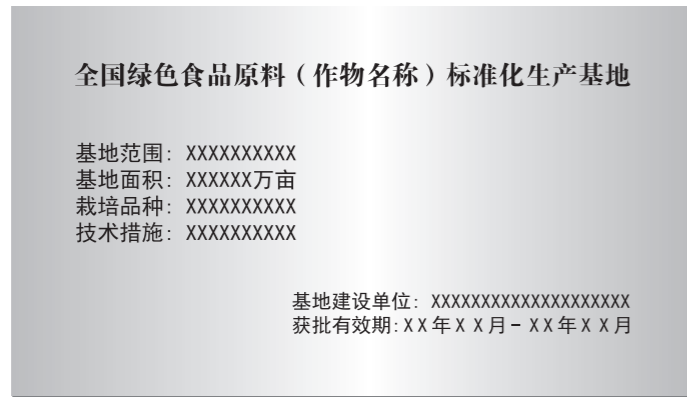 全国绿色食品原料（作物名称）标准化生产基地
基地范围: XXXXXXXXXX
基地面积: XXXXXX万亩
栽培品种: XXXXXXXXXX
技术措施: XXXXXXXXXX
基地建设单位: XXXXXXXXXXXXXXXXXXXX
获批有效期:XX年XX月-XX年XX月